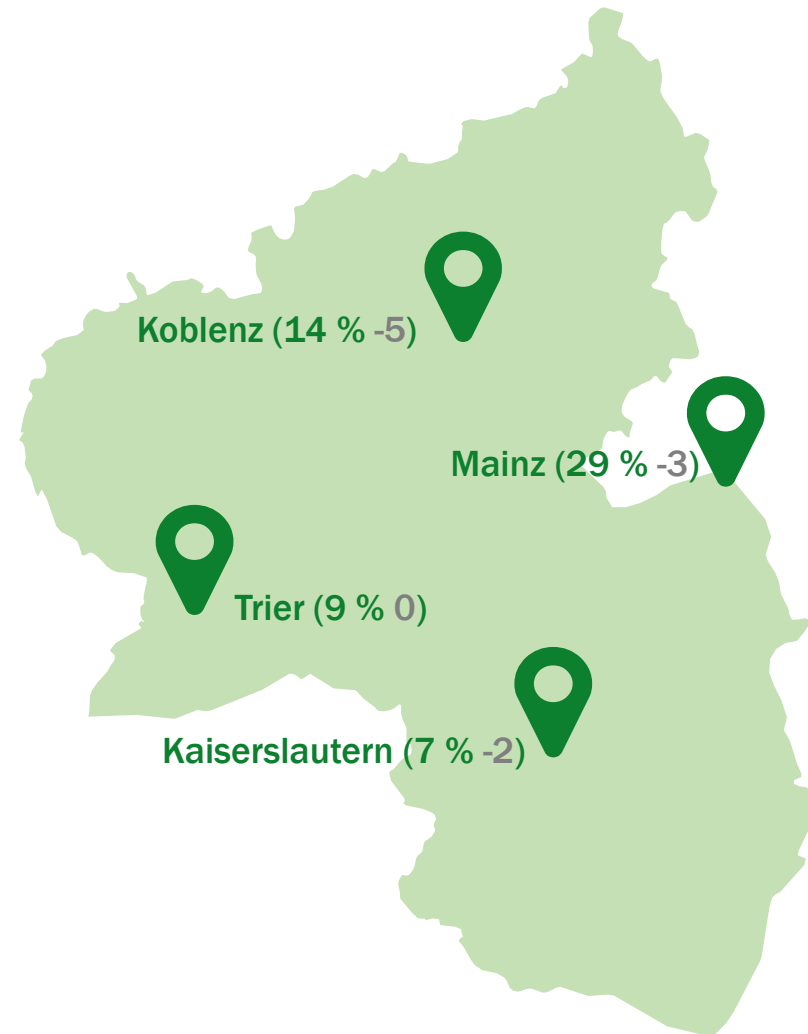 Koblenz (14 % -5)
Mainz (29 % -3)
Trier (9 % 0)
Kaiserslautern (7 % -2)